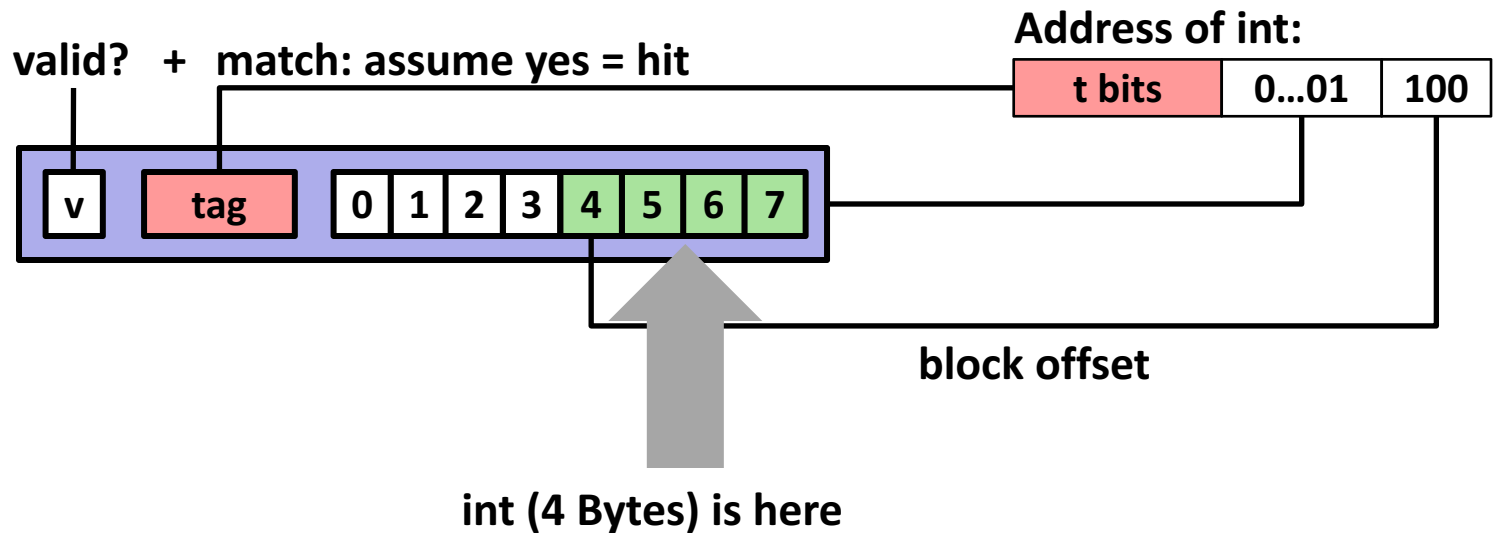 Address of int:
valid? + match: assume yes = hit
t bits 0...01 100
v tag 0 1 2 3 4 5 6 7
block offset
int (4 Bytes) is here